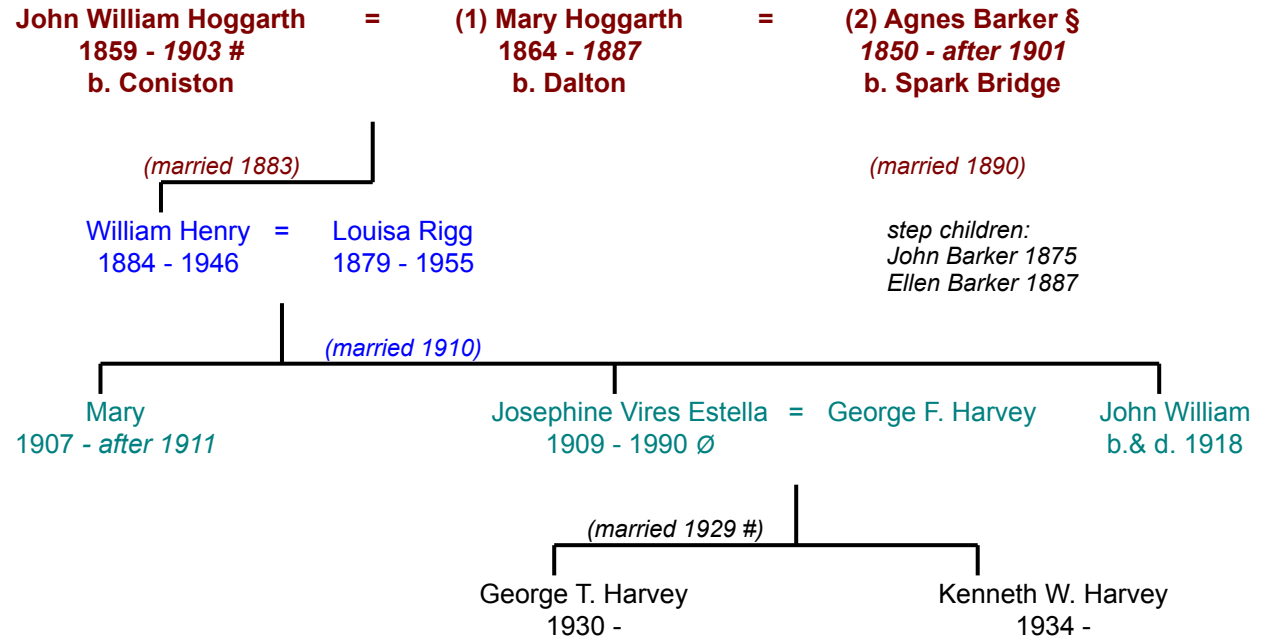 John William Hoggarth = (1) Mary Hoggarth = (2) Agnes Barker §
1859 - 1903 # 1864 - 1887 1850 - after 1901
b. Coniston b. Dalton b. Spark Bridge
(married 1883) (married 1890)
William Henry = Louisa Rigg
1884 - 1946 1879 - 1955
step children:
John Barker 1875
Ellen Barker 1887
(married 1910)
Mary Josephine Vires Estella = George F. Harvey John William
1907 - after 1911 1909 - 1990 Ø b.& d. 1918
(married 1929 #)
George T. Harvey Kenneth W. Harvey
1930 - 1934 -